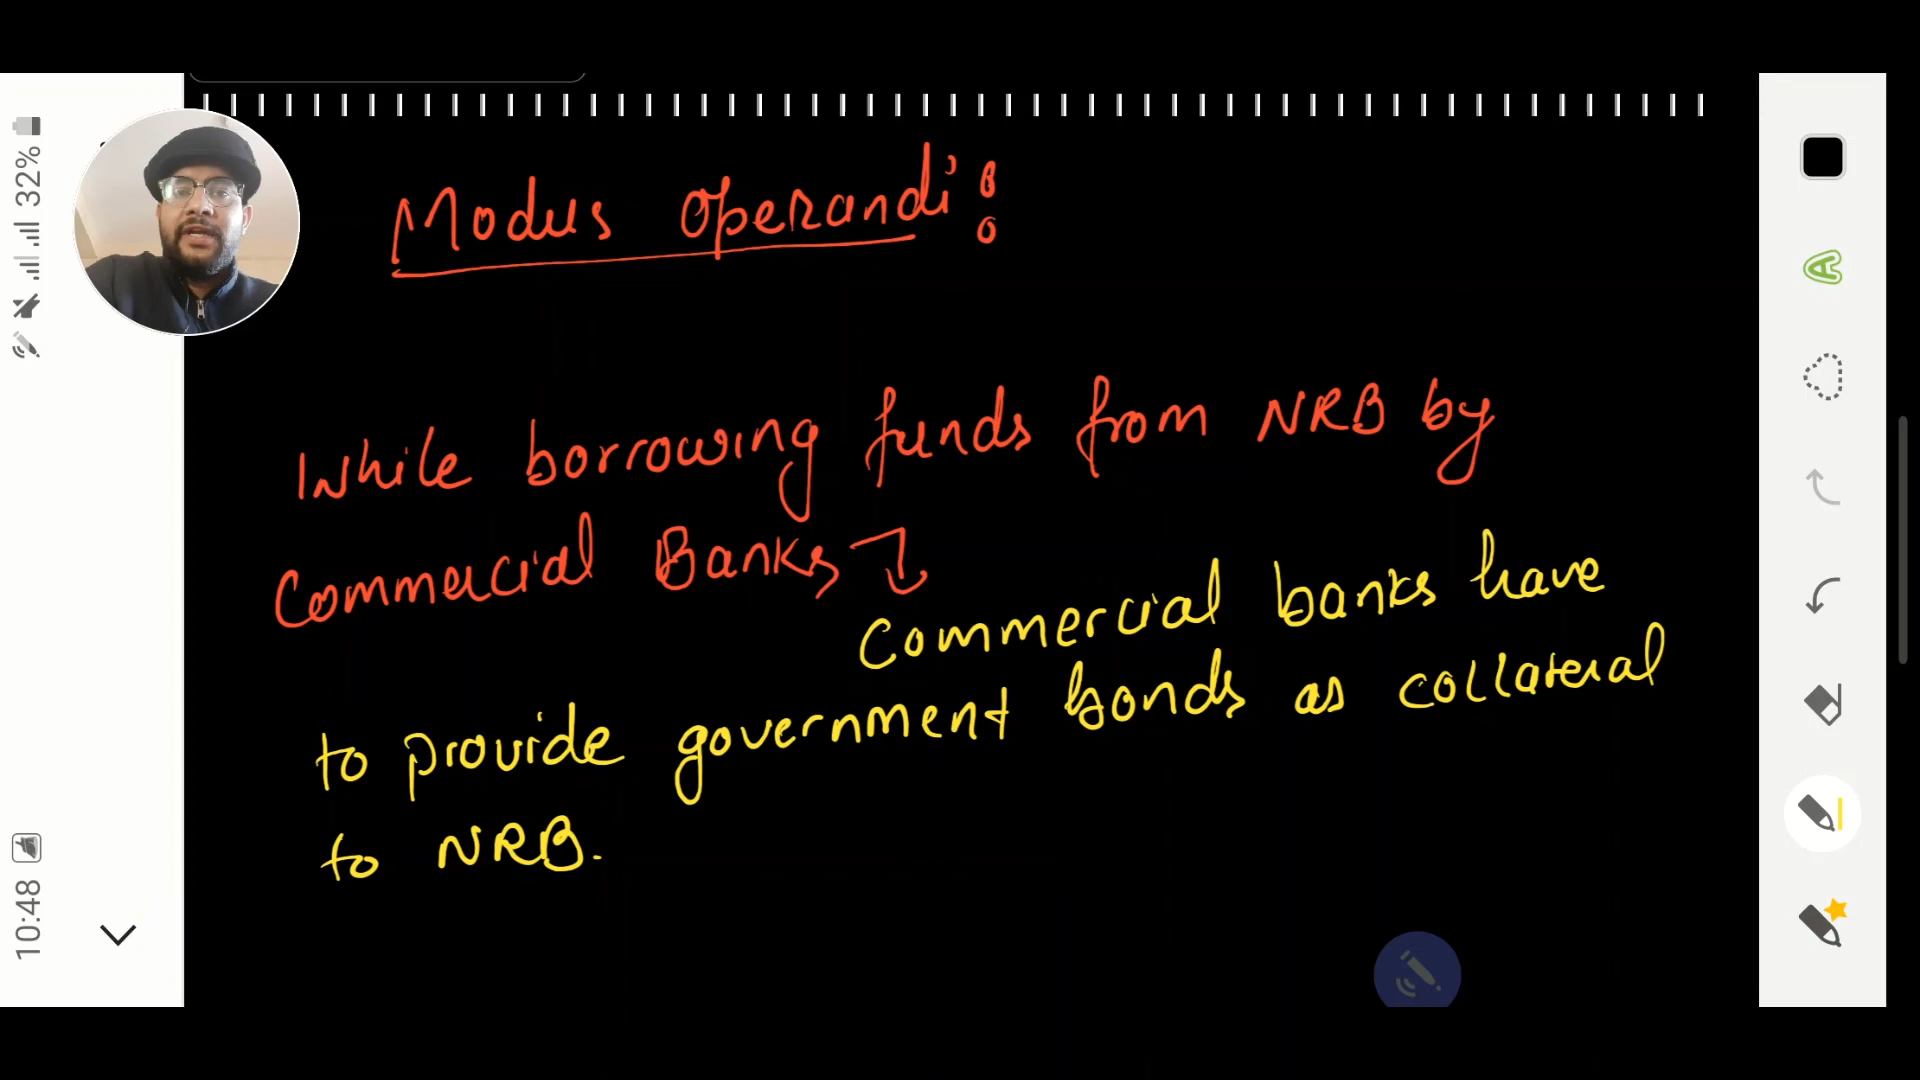 32%
Modus Operandi :
While borrowing funds from NRB by
Commercial Banks
Commercial banks have
to provide government bonds as collateral
to NRB.
10:48